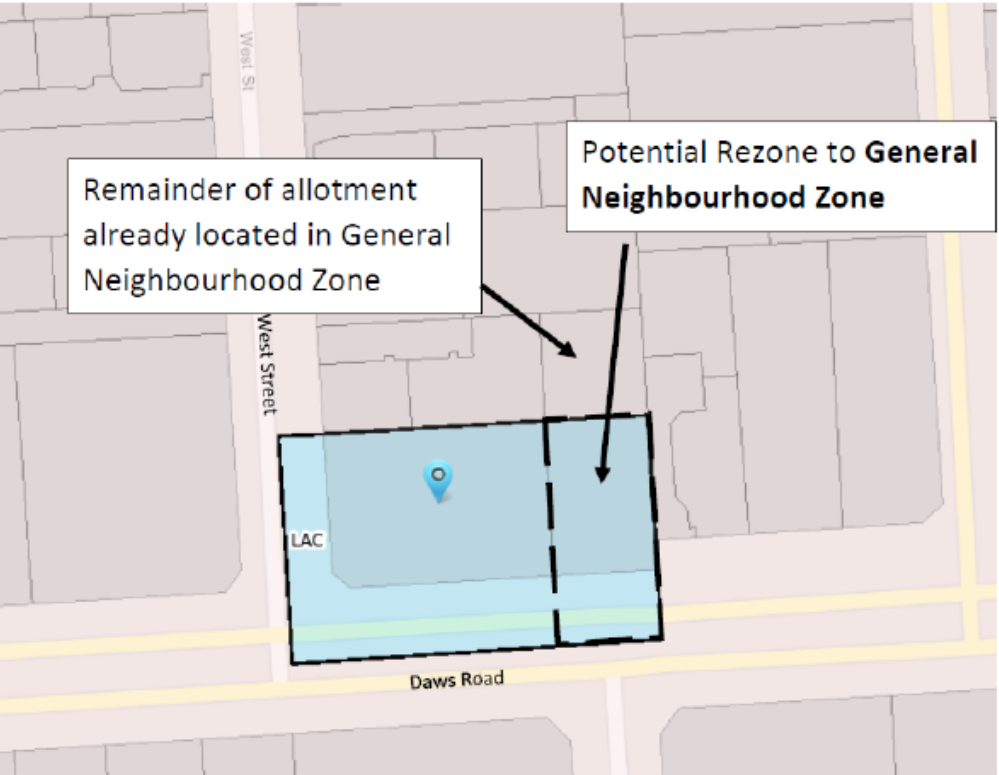 West St
Potential Rezone to General
Neighbourhood Zone
Remainder of allotment
already located in General
Neighbourhood Zone
West Street
LAC
Daws Road